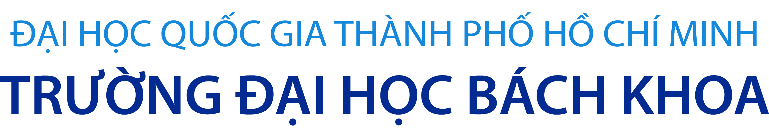 ĐẠI HỌC QUỐC GIA THÀNH PHỐ HỒ CHÍ MINH
TRƯỜNG ĐẠI HỌC BÁCH KHOA